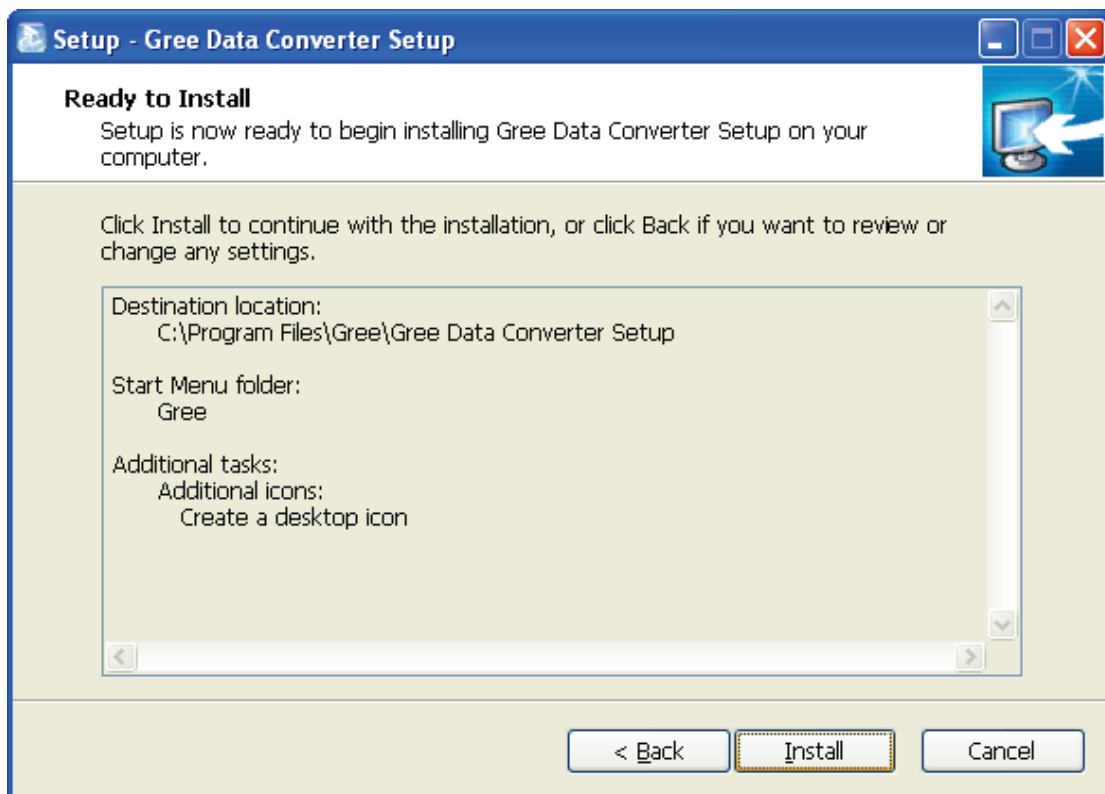 Setup - Gree Data Converter Setup
Ready to Install
Setup is now ready to begin installing Gree Data Converter Setup on your
computer.
Click Install to continue with the installation, or click Back if you want to review or
change any settings.
Destination location:
C:\Program Files\Gree\Gree Data Converter Setup
Start Menu folder:
Gree
Additional tasks:
Additional icons:
Create a desktop icon
< Back
Install
Cancel